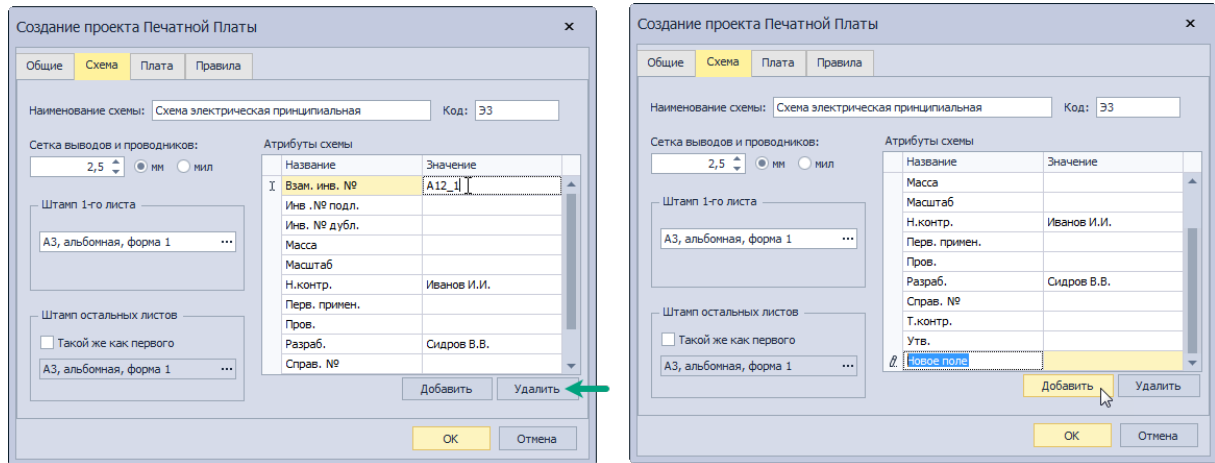 Создание проекта Печатной Платы
Общие Схема Плата Правила
Наименование схемы: Схема электрическая принципиальная Код: Э3
Сетка выводов и проводников: Атрибуты схемы
2,5 мм мил
Название Значение
Взам. инв. № A12_1
Штамп 1-го листа
Инв .№ подл.
Инв. № дубл.
А3, альбомная, форма 1 ...
Масса
Масштаб
Н.контр. Иванов И.И.
Перв. примен.
Штамп остальных листов
Пров.
Такой же как первого
Разраб. Сидров В.В.
А3, альбомная, форма 1 ...
Справ. №
Добавить Удалить
ОК Отмена
Создание проекта Печатной Платы
Общие Схема Плата Правила
Наименование схемы: Схема электрическая принципиальная Код: Э3
Сетка выводов и проводников: Атрибуты схемы
2,5 мм мил
Название Значение
Масса
Штамп 1-го листа
Масштаб
Н.контр. Иванов И.И.
А3, альбомная, форма 1 ...
Перв. примен.
Пров.
Разраб. Сидров В.В.
Справ. №
Штамп остальных листов
Т.контр.
Такой же как первого
Утв.
А3, альбомная, форма 1 ...
Новое поле
Добавить Удалить
ОК Отмена